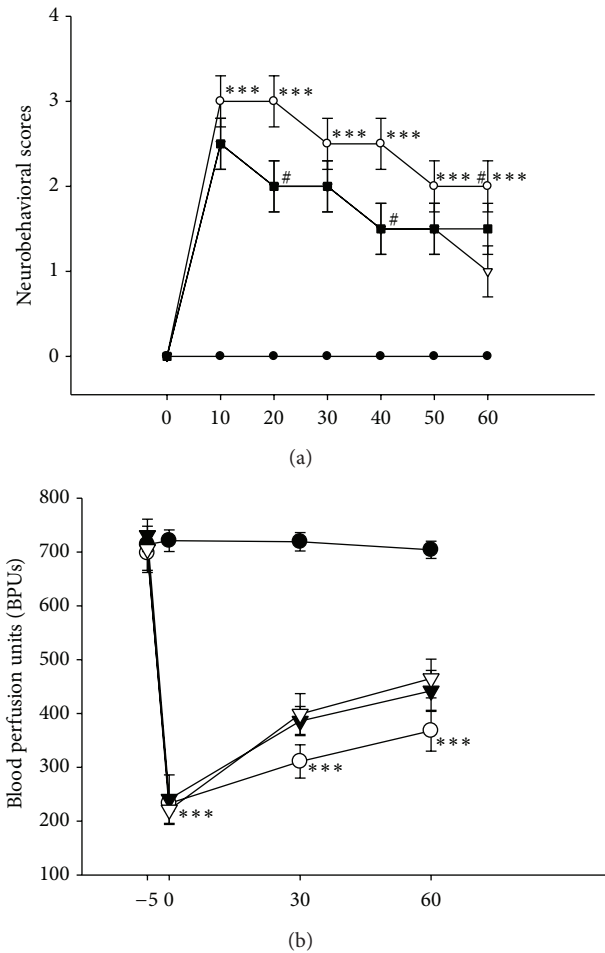 4
3
2
1
0
Neurobehavioral scores
*** *** *** *** *** # ***
# #
0 10 20 30 40 50 60
(a)
800
700
600
500
400
300
200
100
Blood perfusion units (BPUs)
*** *** ***
−5 0 30 60
(b)